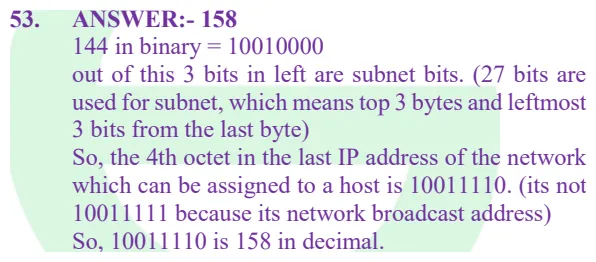 53. ANSWER:- 158
144 in binary = 10010000
out of this 3 bits in left are subnet bits. (27 bits are
used for subnet, which means top 3 bytes and leftmost
3 bits from the last byte)
So, the 4th octet in the last IP address of the network
which can be assigned to a host is 10011110. (its not
10011111 because its network broadcast address)
So, 10011110 is 158 in decimal.